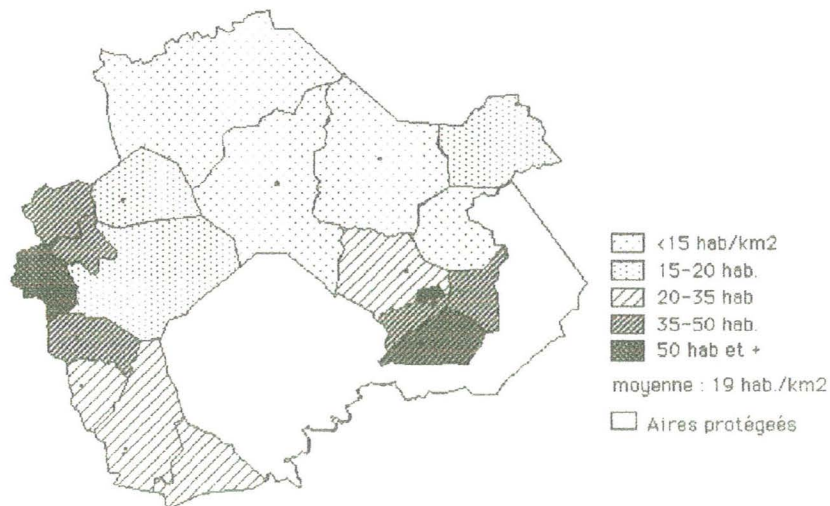 <15 hab/km2
15-20 hab.
20-35 hab
35-50 hab.
50 hab et +
moyenne : 19 hab./km2
Aires protégeés